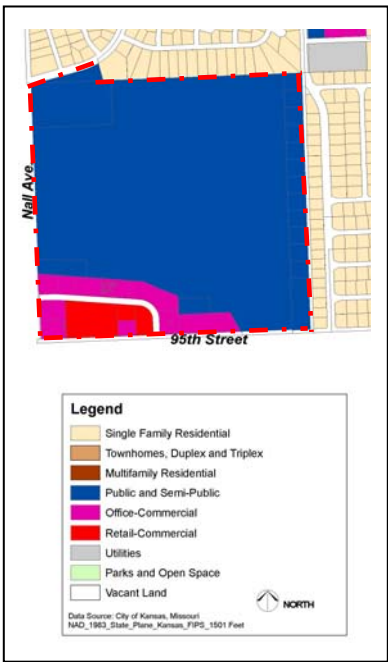 Nall Ave
95th Street
Legend
Single Family Residential
Townhomes, Duplex and Triplex
Multifamily Residential
Public and Semi-Public
Office-Commercial
Retail-Commercial
Utilities
Parks and Open Space
Vacant Land
NORTH
Data Source: City of Kansas, Missouri
NAD_1983_State_Plane_Kansas_FIPS_1501 Feet